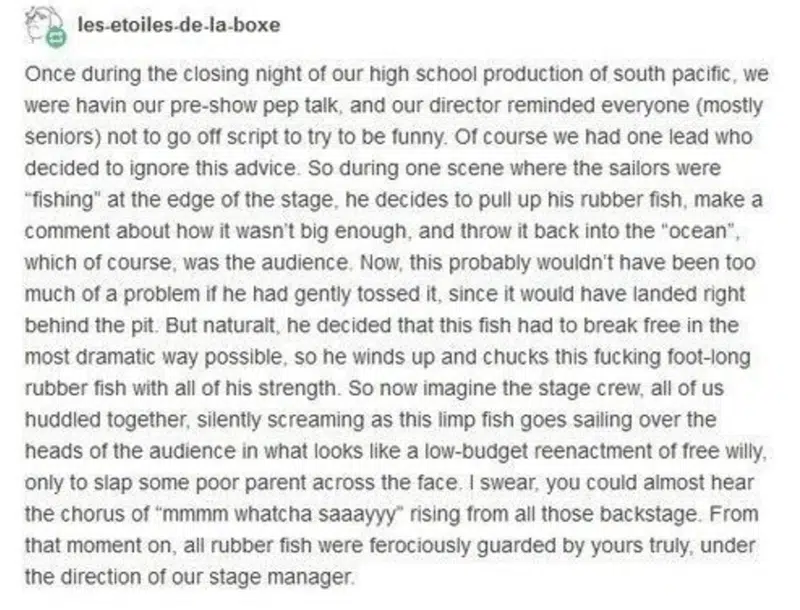 les-etoiles-de-la-boxe
Once during the closing night of our high school production of south pacific, we
were havin our pre-show pep talk, and our director reminded everyone (mostly
seniors) not to go off script to try to be funny. Of course we had one lead who
decided to ignore this advice. So during one scene where the sailors were
"fishing" at the edge of the stage, he decides to pull up his rubber fish, make a
comment about how it wasn't big enough, and throw it back into the "ocean",
which of course, was the audience. Now, this probably wouldn't have been too
much of a problem if he had gently tossed it, since it would have landed right
behind the pit. But naturalt, he decided that this fish had to break free in the
most dramatic way possible, so he winds up and chucks this fucking foot-long
rubber fish with all of his strength. So now imagine the stage crew, all of us
huddled together, silently screaming as this limp fish goes sailing over the
heads of the audience in what looks like a low-budget reenactment of free willy,
only to slap some poor parent across the face. I swear, you could almost hear
the chorus of "mmmm whatcha saaayyy" rising from all those backstage. From
that moment on, all rubber fish were ferociously guarded by yours truly, under
the direction of our stage manager.